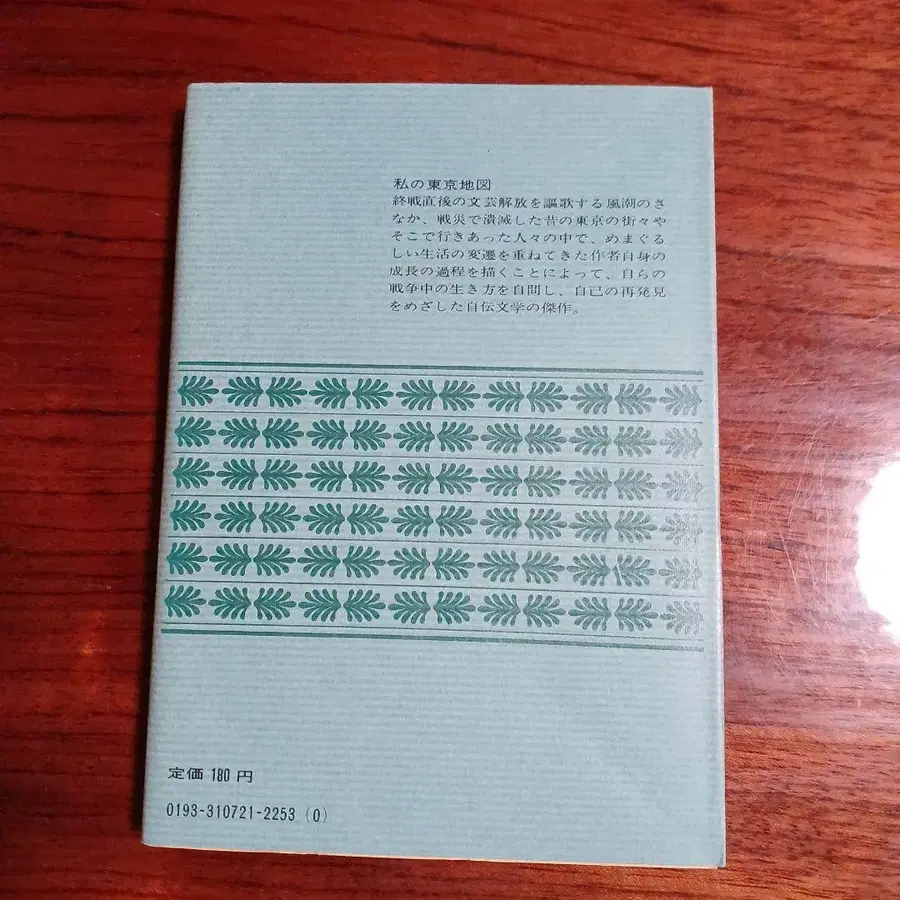 私の東京地図
終戦直後の文芸解放を謳歌する風潮のさ
なか、戦災で潰滅した昔の東京の街々や
そこで行きあった人々の中で、めまぐる
しい生活の変遷を重ねてきた作者自身の
成長の過程を描くことによって、自らの
戦争中の生き方を自問し、自己の再発見
をめざした自伝文学の傑作。
定価 180 円
0193-310721-2253 (0)